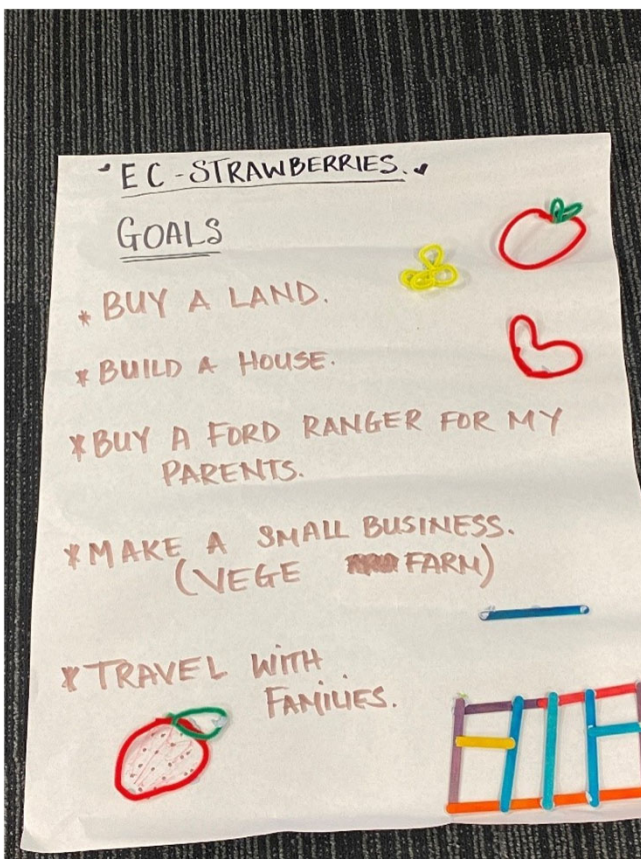 EC-STRAWBERRIES.
GOALS
* BUY A LAND.
* BUILD A HOUSE.
* BUY A FORD RANGER FOR MY
PARENTS.
* MAKE A SMALL BUSINESS.
(VEGE FARM)
* TRAVEL WITH
FAMILIES.